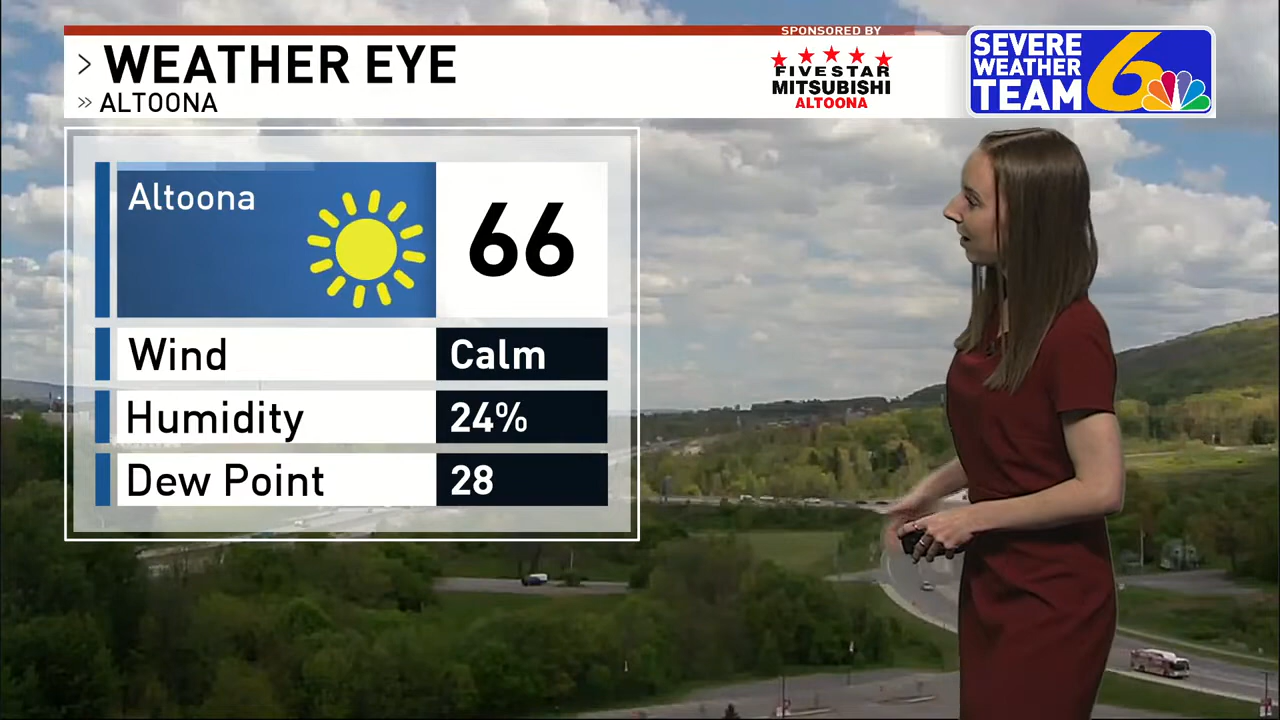 > WEATHER EYE
» ALTOONA
SPONSORED BY
FIVESTAR
MITSUBISHI
ALTOONA
SEVERE
WEATHER
TEAM 6
Altoona
66
Wind Calm
Humidity 24%
Dew Point 28